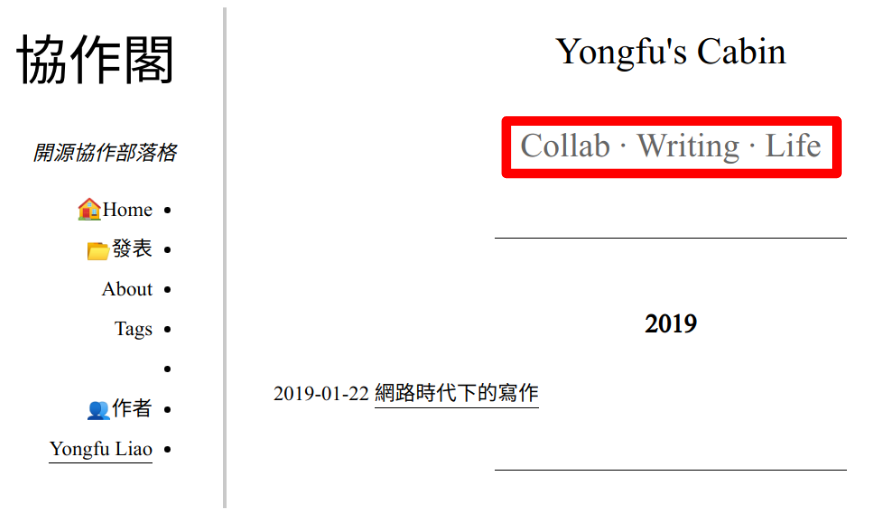 協作閣
開源協作部落格
🏠Home
📂發表
About
Tags
👥作者
Yongfu Liao
Yongfu's Cabin
Collab · Writing · Life
2019
2019-01-22 網路時代下的寫作